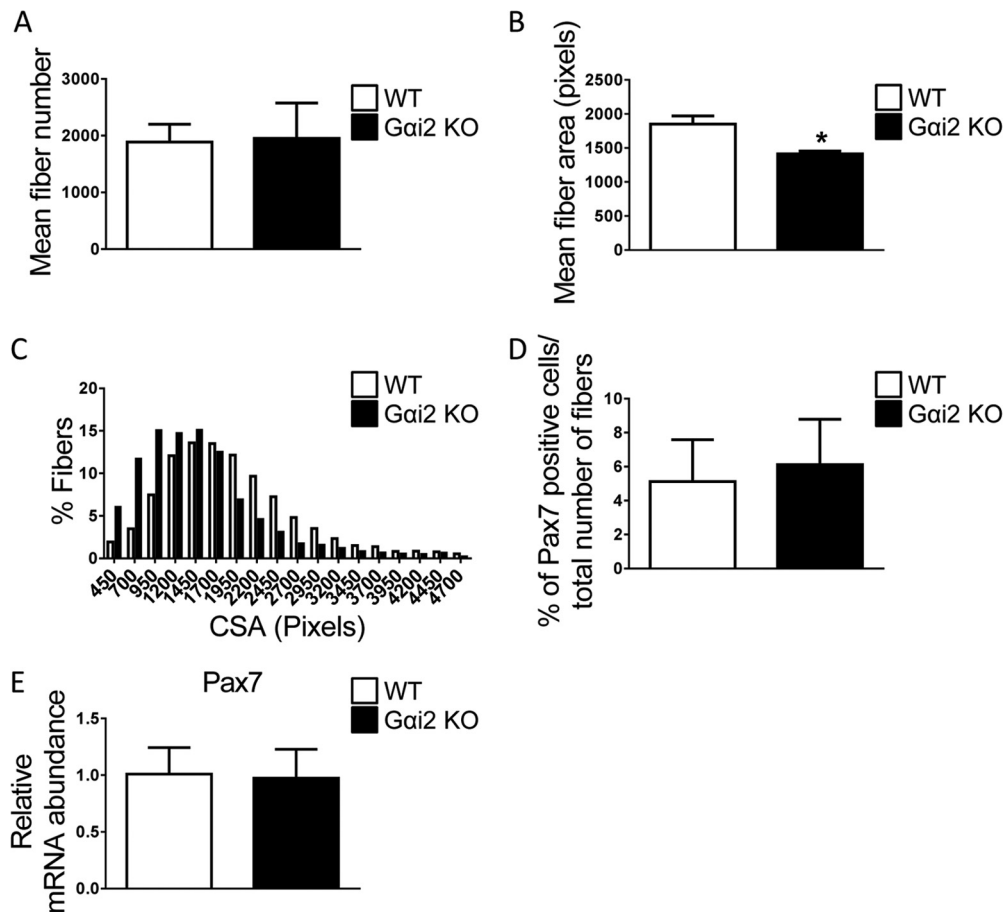 A
Mean fiber number
3000
2000
1000
0
WT
Gαi2 KO
B
Mean fiber area (pixels)
2500
2000
1500
1000
500
0
*
WT
Gαi2 KO
C
% Fibers
20
15
10
5
0
450
700
950
1200
1450
1700
1950
2200
2450
2700
2950
3200
3450
3700
3950
4200
4450
4700
CSA (Pixels)
WT
Gαi2 KO
D
% of Pax7 positive cells/
total number of fibers
10
8
6
4
2
0
WT
Gαi2 KO
E
Pax7
Relative
mRNA abundance
1.5
1.0
0.5
0.0
WT
Gαi2 KO